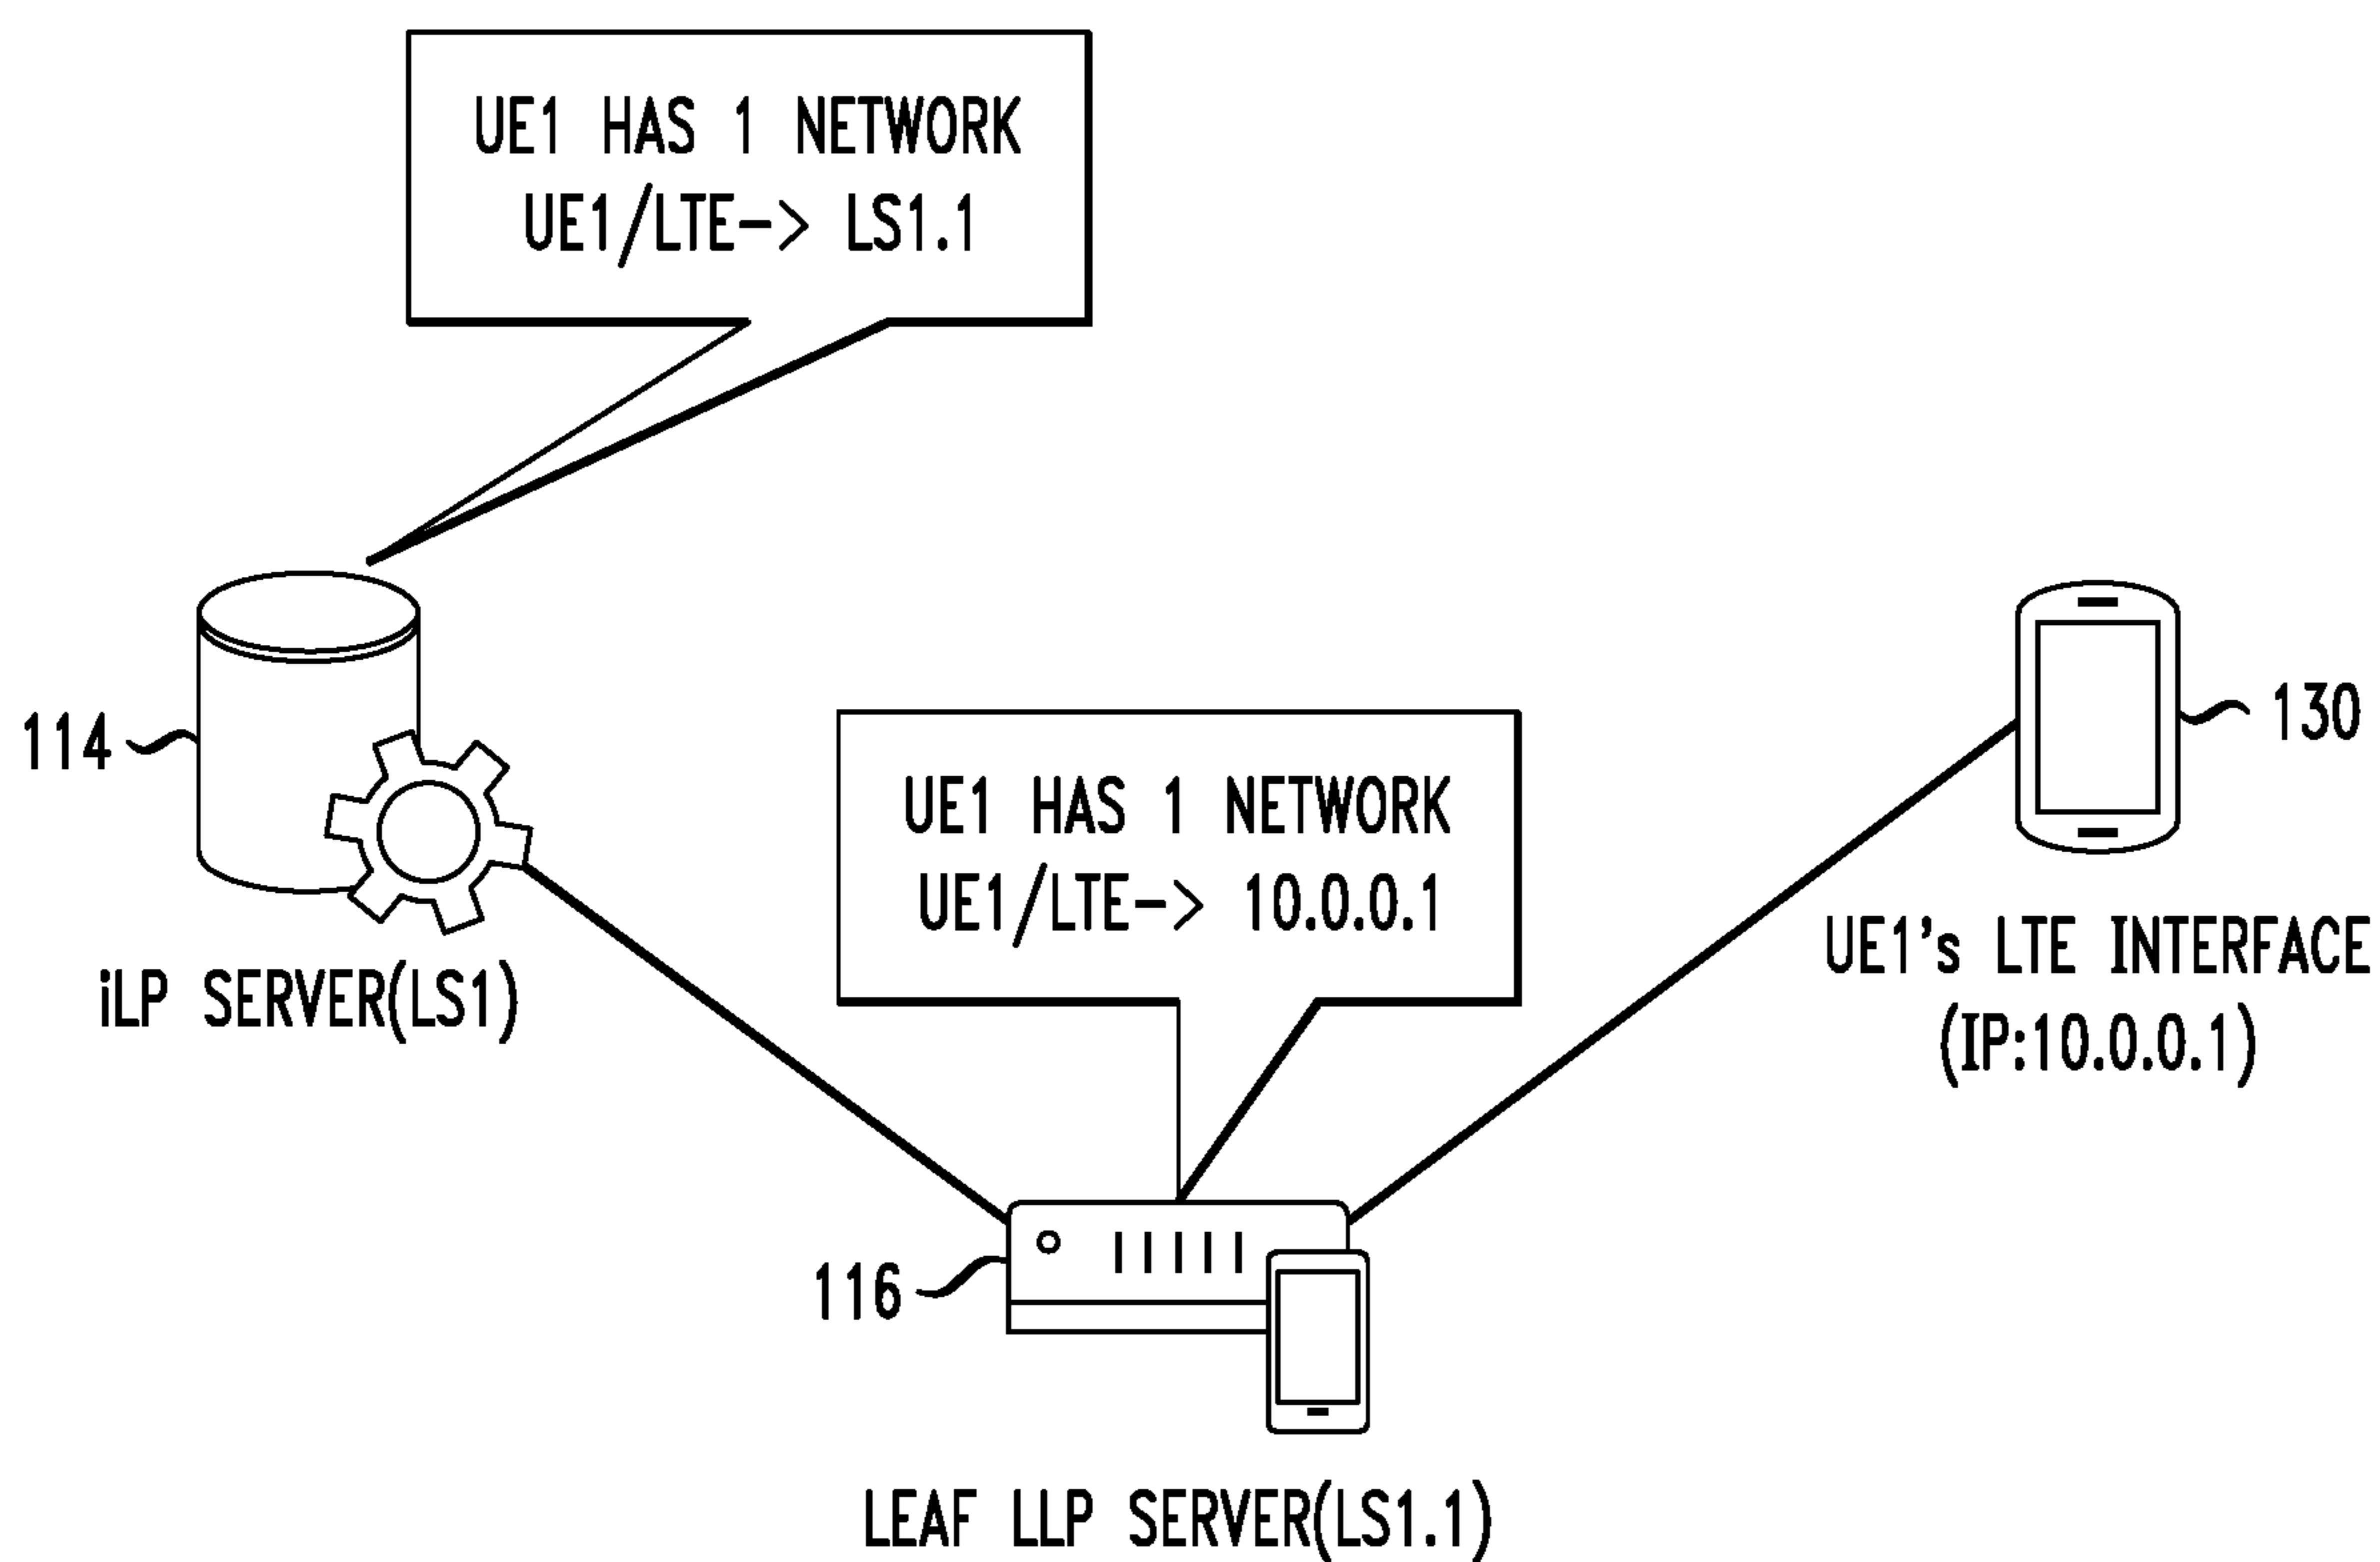 UE1 HAS 1 NETWORK
UE1/LTE-> LS1.1
114
iLP SERVER(LS1)
UE1 HAS 1 NETWORK
UE1/LTE-> 10.0.0.1
130
UE1's LTE INTERFACE
(IP:10.0.0.1)
116
LEAF LLP SERVER(LS1.1)